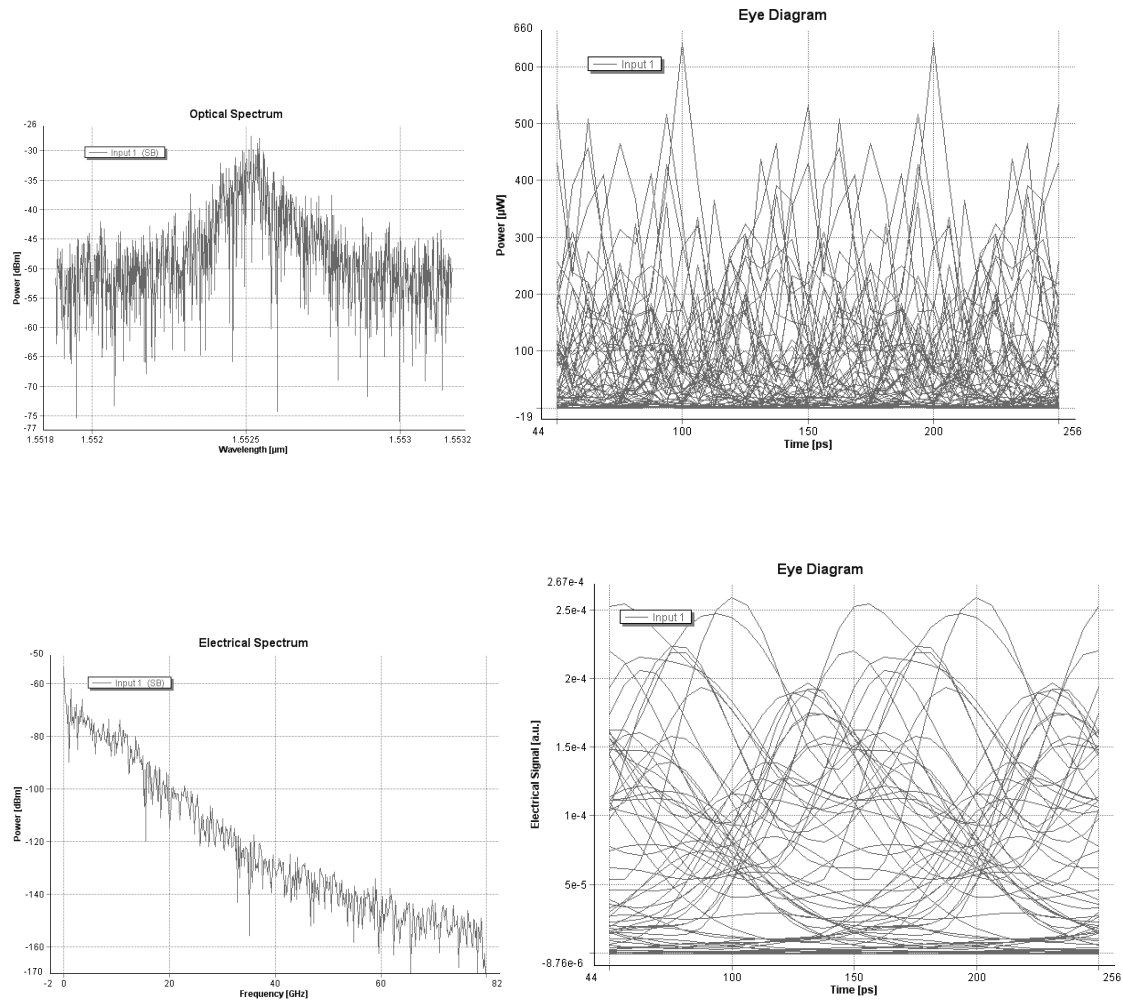 Optical Spectrum
Input 1 (SB)
Power [dBm]
-26
-30
-35
-40
-45
-50
-55
-60
-65
-70
-75
-77
1.5518
1.552
1.5525
1.553
1.5532
Wavelength [µm]
Eye Diagram
Input 1
Power [µW]
660
600
500
400
300
200
100
-19
44
100
150
200
256
Time [ps]
Electrical Spectrum
Input 1 (SB)
Power [dBm]
-50
-60
-80
-100
-120
-140
-160
-170
-2
0
20
40
60
82
Frequency [GHz]
Eye Diagram
Input 1
Electrical Signal [a.u.]
2.67e-4
2.5e-4
2e-4
1.5e-4
1e-4
5e-5
-8.76e-6
44
100
150
200
256
Time [ps]